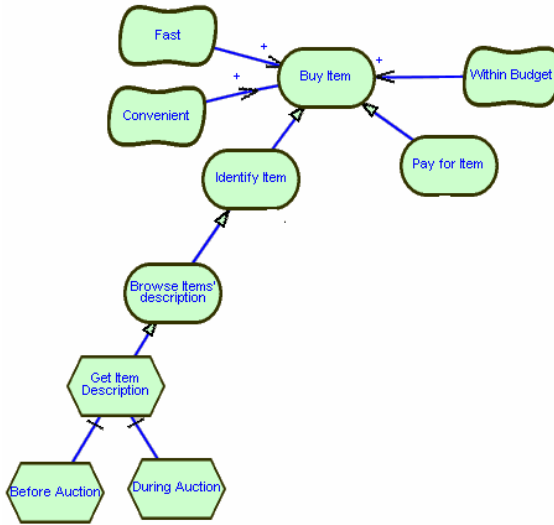 Fast
+
Buy Item
+
Within Budget
+
Convenient
Identify Item
Pay for Item
Browse Items'
description
Get Item
Description
Before Auction
During Auction